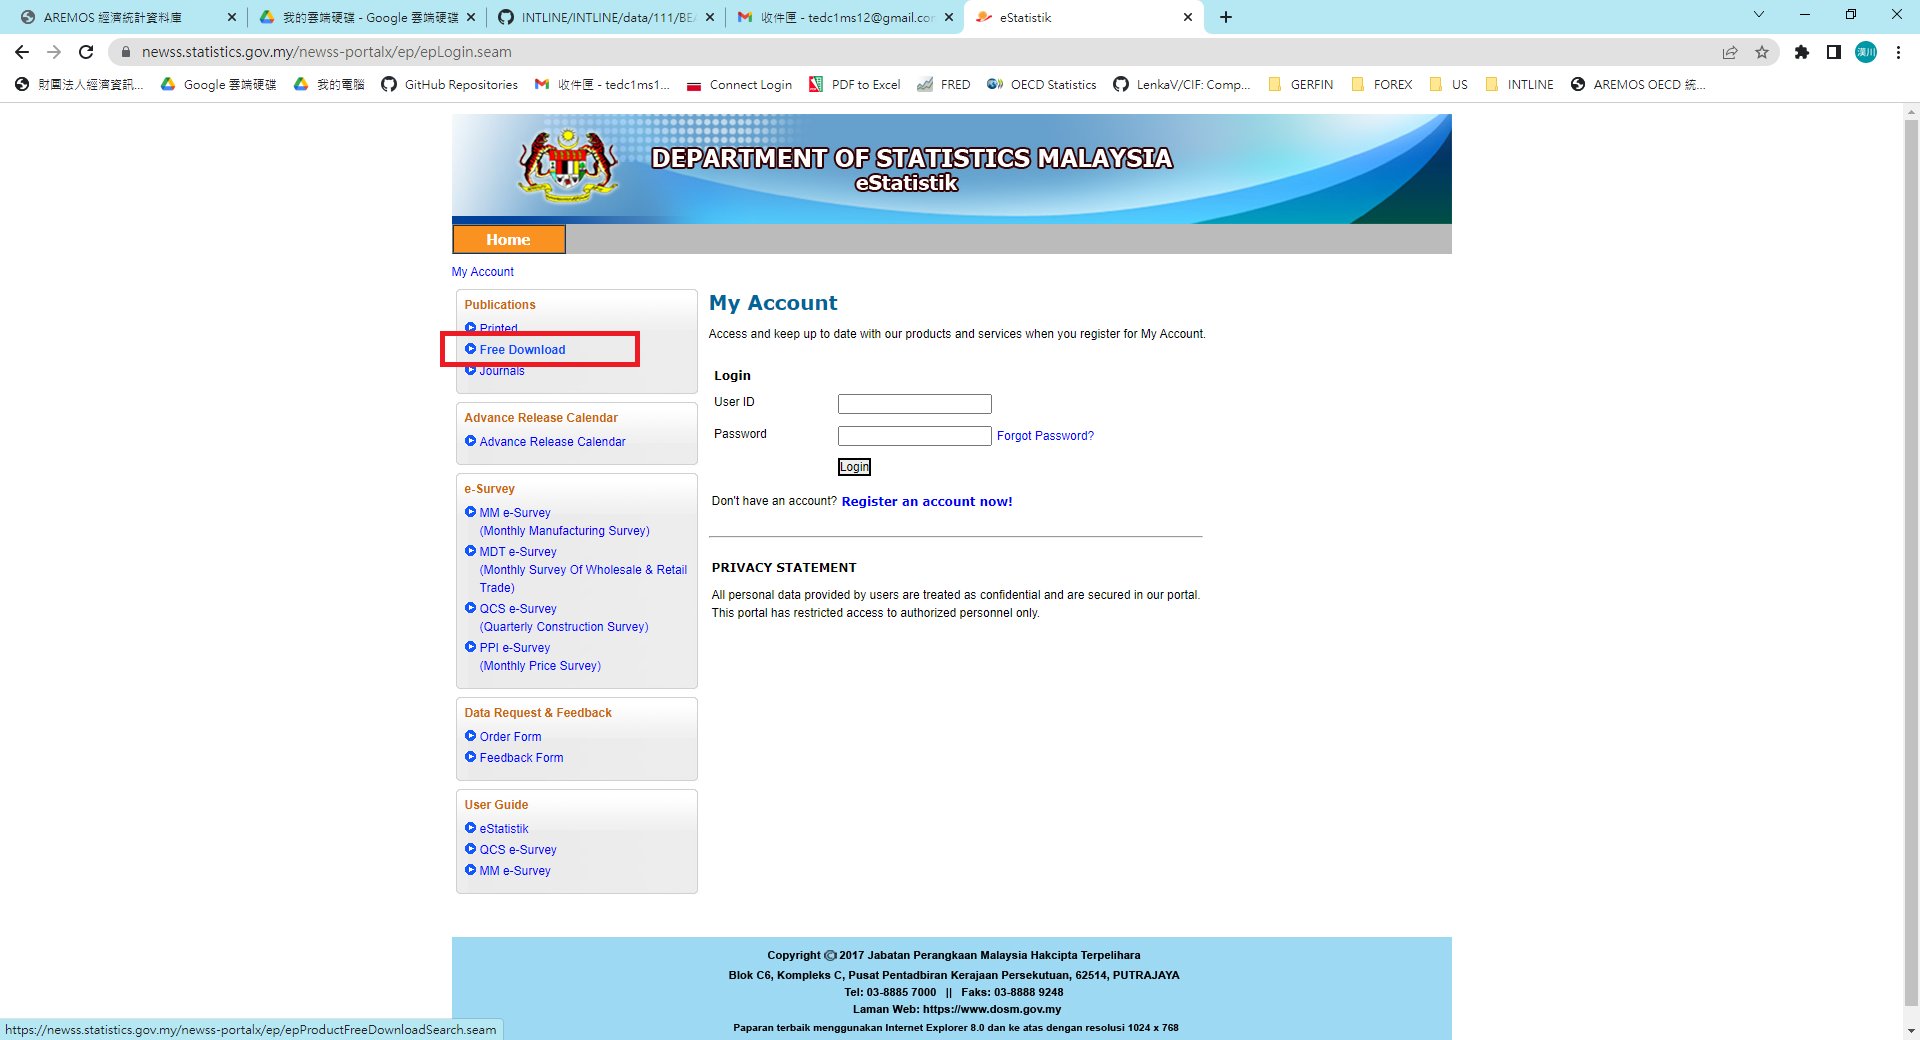 AREMOS 經濟統計資料庫
我的雲端硬碟 - Google 雲端硬碟
INTLINE/INTLINE/data/111/BEA
收件匣 - tedc1ms12@gmail.com
eStatistik
newss.statistics.gov.my/newss-portalx/ep/epLogin.seam
漢川
財團法人經濟資訊...
Google 雲端硬碟
我的電腦
GitHub Repositories
收件匣 - tedc1ms1...
Connect Login
PDF to Excel
FRED
OECD Statistics
LenkaV/CIF: Comp...
GERFIN
FOREX
US
INTLINE
AREMOS OECD 統...
DEPARTMENT OF STATISTICS MALAYSIA
eStatistik
Home
My Account
Publications
Printed
Free Download
Journals
Advance Release Calendar
Advance Release Calendar
e-Survey
MM e-Survey
(Monthly Manufacturing Survey)
MDT e-Survey
(Monthly Survey Of Wholesale & Retail
Trade)
QCS e-Survey
(Quarterly Construction Survey)
PPI e-Survey
(Monthly Price Survey)
Data Request & Feedback
Order Form
Feedback Form
User Guide
eStatistik
QCS e-Survey
MM e-Survey
My Account
Access and keep up to date with our products and services when you register for My Account.
Login
User ID
Password
Forgot Password?
Login
Don't have an account? Register an account now!
PRIVACY STATEMENT
All personal data provided by users are treated as confidential and are secured in our portal.
This portal has restricted access to authorized personnel only.
Copyright © 2017 Jabatan Perangkaan Malaysia Hakcipta Terpelihara
Blok C6, Kompleks C, Pusat Pentadbiran Kerajaan Persekutuan, 62514, PUTRAJAYA
Tel: 03-8885 7000 || Faks: 03-8888 9248
Laman Web: https://www.dosm.gov.my
Paparan terbaik menggunakan Internet Explorer 8.0 dan ke atas dengan resolusi 1024 x 768
https://newss.statistics.gov.my/newss-portalx/ep/epProductFreeDownloadSearch.seam